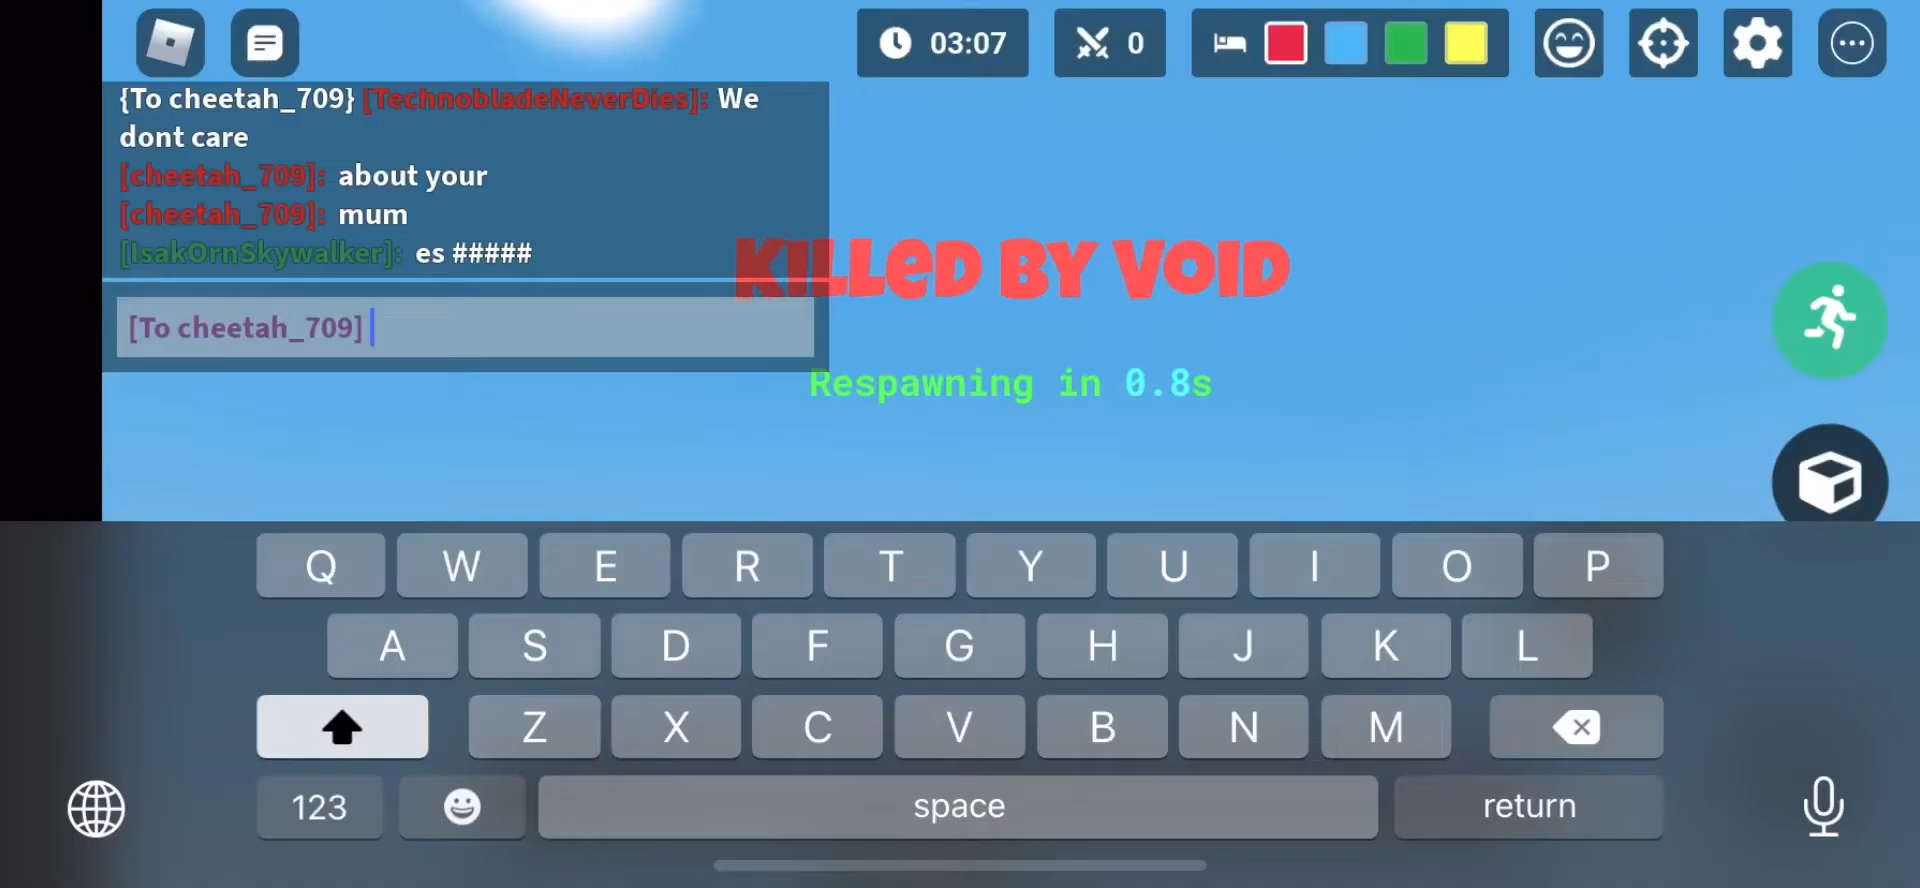 03:07
0
{To cheetah_709} [TechnobladeNeverDies]: We
dont care
[cheetah_709]: about your
[cheetah_709]: mum
[IsakOrnSkywalker]: es #####
KILLED BY VOID
[To cheetah_709]
Respawning in 0.8s
Q W E R T Y U I O P
A S D F G H J K L
Z X C V B N M
123 space return